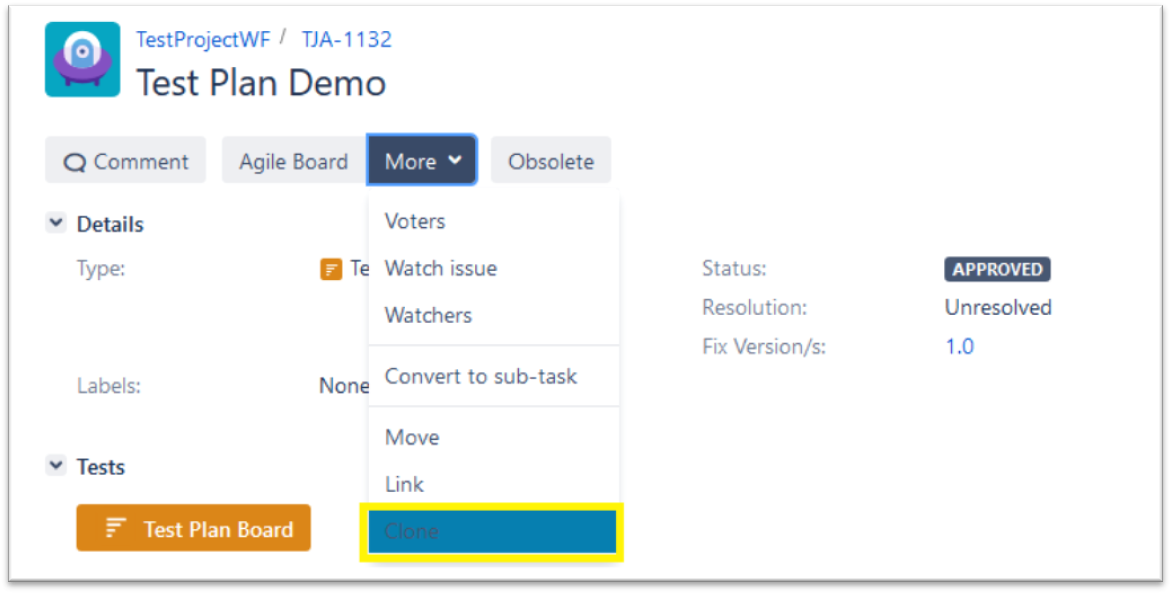 TestProjectWF / TJA-1132
Test Plan Demo
Comment Agile Board More Obsolete
Details
Type: Te
Labels: None
Voters
Watch issue
Watchers
Convert to sub-task
Move
Link
Clone
Status: APPROVED
Resolution: Unresolved
Fix Version/s: 1.0
Tests
Test Plan Board